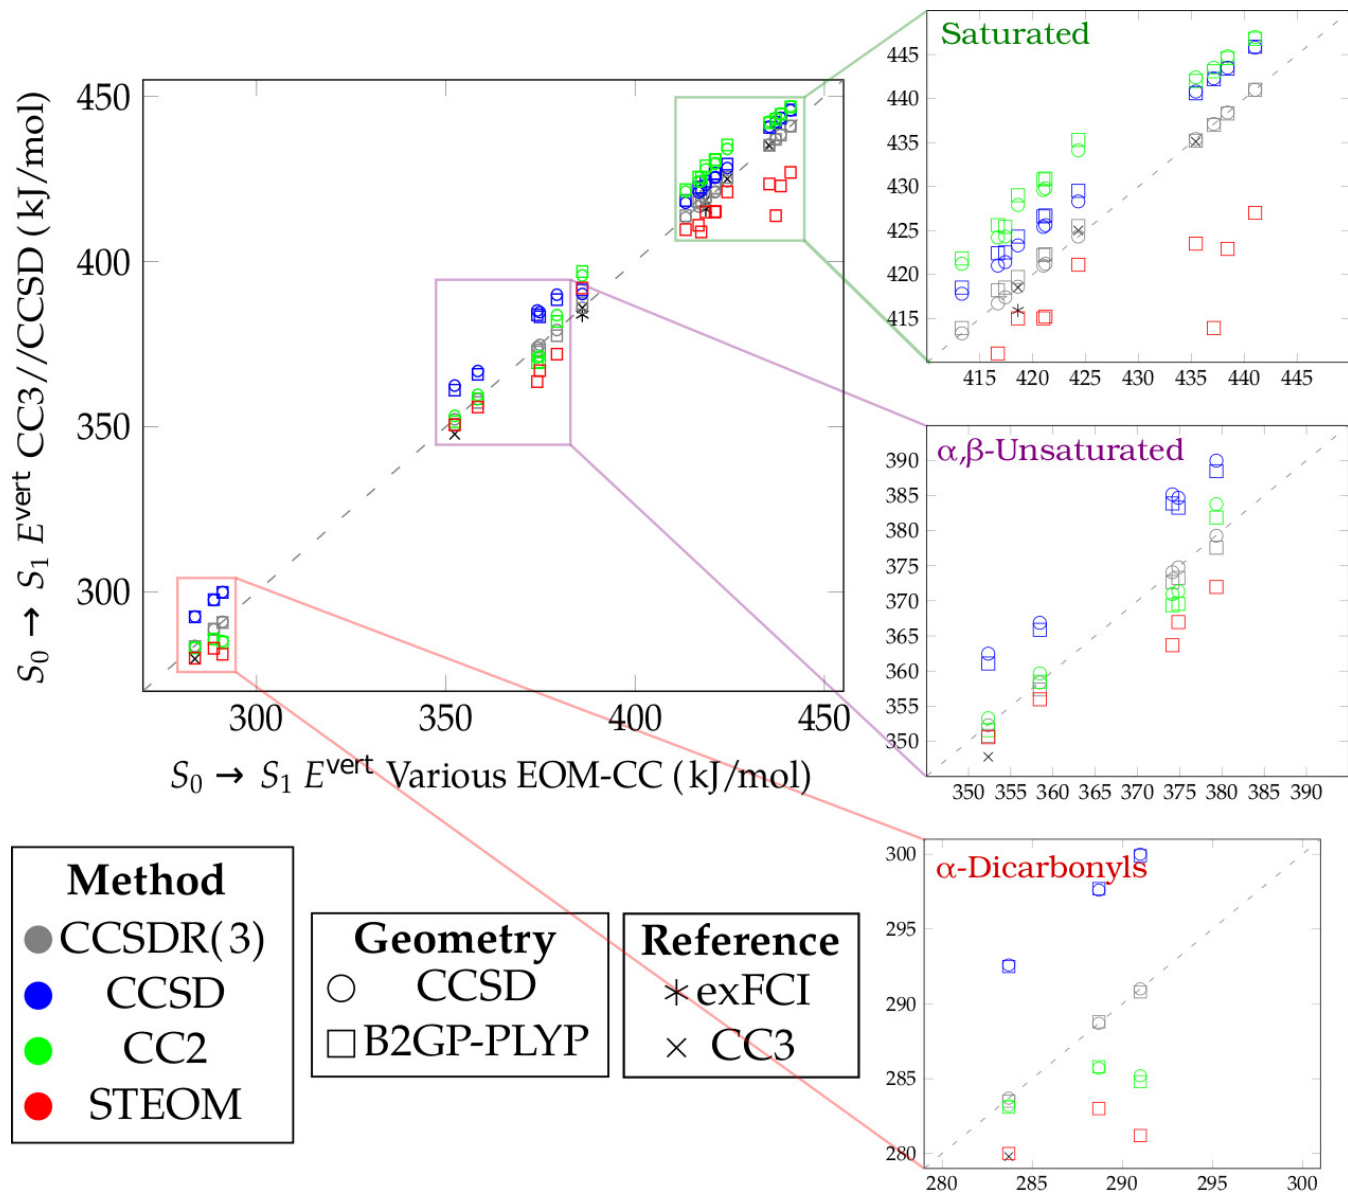 S₀ → S₁ Eᵛᵉʳᵗ CC3//CCSD (kJ/mol)
450
400
350
300
300 350 400 450
S₀ → S₁ Eᵛᵉʳᵗ Various EOM-CC (kJ/mol)
Saturated
445
440
435
430
425
420
415
415 420 425 430 435 440 445
α,β-Unsaturated
390
385
380
375
370
365
360
355
350
350 355 360 365 370 375 380 385 390
α-Dicarbonyls
300
295
290
285
280
280 285 290 295 300
Method
CCSDR(3)
CCSD
CC2
STEOM
Geometry
CCSD
B2GP-PLYP
Reference
exFCI
CC3